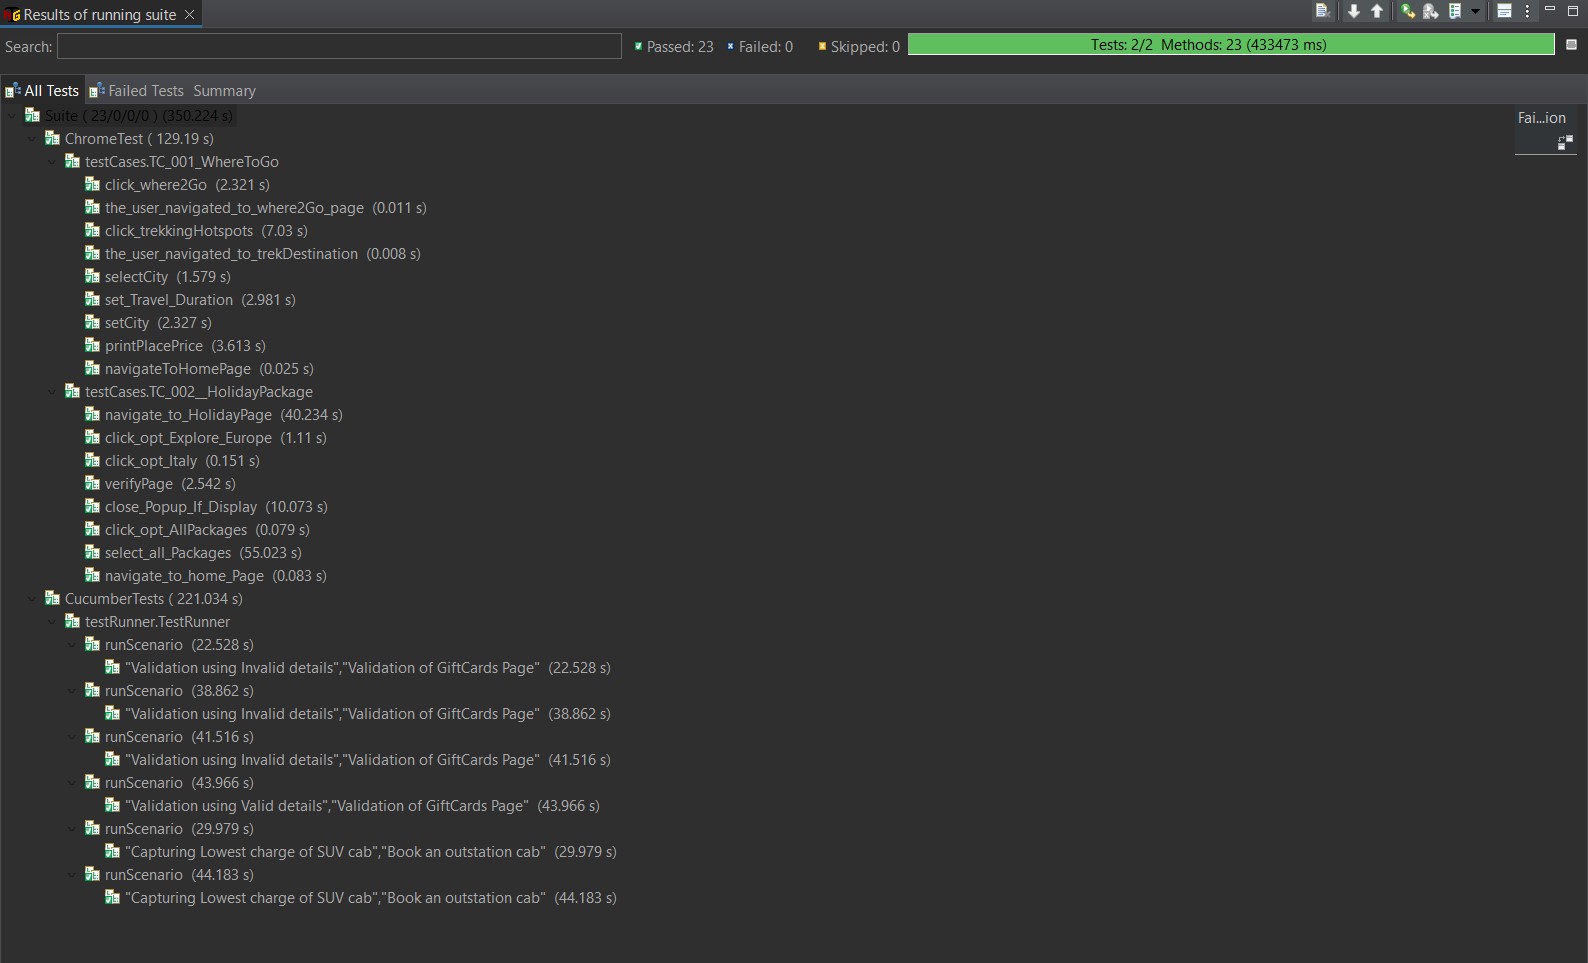 Results of running suite
Search:
Passed: 23
Failed: 0
Skipped: 0
Tests: 2/2 Methods: 23 (433473 ms)
All Tests
Failed Tests
Summary
Suite ( 23/0/0/0 ) (350.224 s)
Fai...ion
ChromeTest ( 129.19 s)
testCases.TC_001_WhereToGo
click_where2Go (2.321 s)
the_user_navigated_to_where2Go_page (0.011 s)
click_trekkingHotspots (7.03 s)
the_user_navigated_to_trekDestination (0.008 s)
selectCity (1.579 s)
set_Travel_Duration (2.981 s)
setCity (2.327 s)
printPlacePrice (3.613 s)
navigateToHomePage (0.025 s)
testCases.TC_002__HolidayPackage
navigate_to_HolidayPage (40.234 s)
click_opt_Explore_Europe (1.11 s)
click_opt_Italy (0.151 s)
verifyPage (2.542 s)
close_Popup_If_Display (10.073 s)
click_opt_AllPackages (0.079 s)
select_all_Packages (55.023 s)
navigate_to_home_Page (0.083 s)
CucumberTests ( 221.034 s)
testRunner.TestRunner
runScenario (22.528 s)
"Validation using Invalid details","Validation of GiftCards Page" (22.528 s)
runScenario (38.862 s)
"Validation using Invalid details","Validation of GiftCards Page" (38.862 s)
runScenario (41.516 s)
"Validation using Invalid details","Validation of GiftCards Page" (41.516 s)
runScenario (43.966 s)
"Validation using Valid details","Validation of GiftCards Page" (43.966 s)
runScenario (29.979 s)
"Capturing Lowest charge of SUV cab","Book an outstation cab" (29.979 s)
runScenario (44.183 s)
"Capturing Lowest charge of SUV cab","Book an outstation cab" (44.183 s)